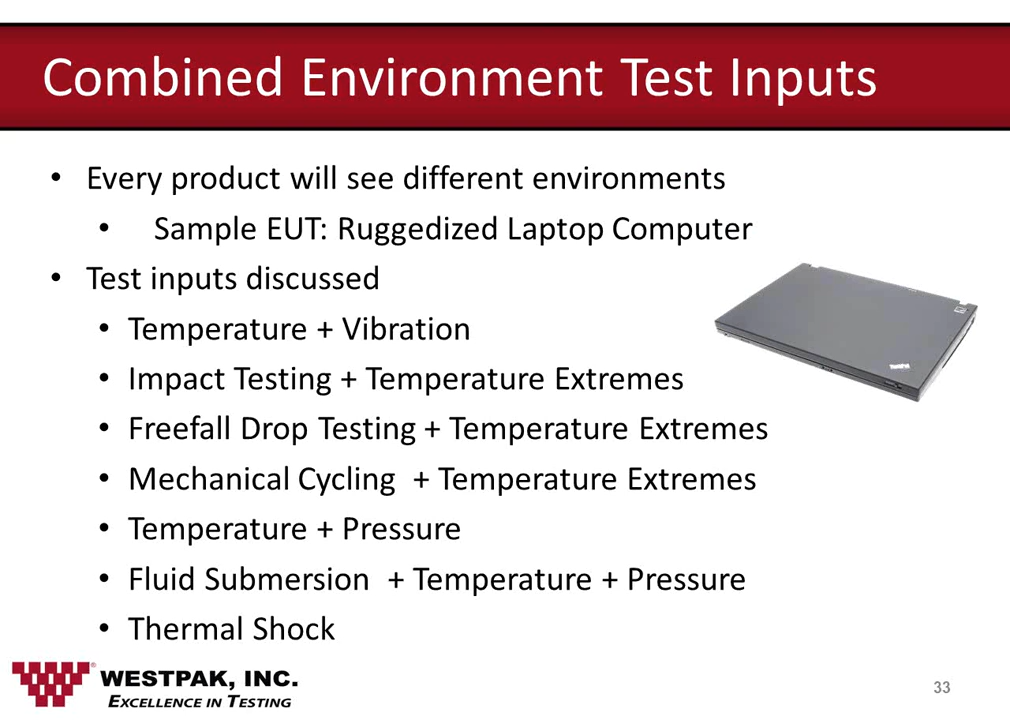 Combined Environment Test Inputs
• Every product will see different environments
• Sample EUT: Ruggedized Laptop Computer
• Test inputs discussed
• Temperature + Vibration
• Impact Testing + Temperature Extremes
• Freefall Drop Testing + Temperature Extremes
• Mechanical Cycling + Temperature Extremes
• Temperature + Pressure
• Fluid Submersion + Temperature + Pressure
• Thermal Shock
® WESTPAK, INC.
EXCELLENCE IN TESTING
33